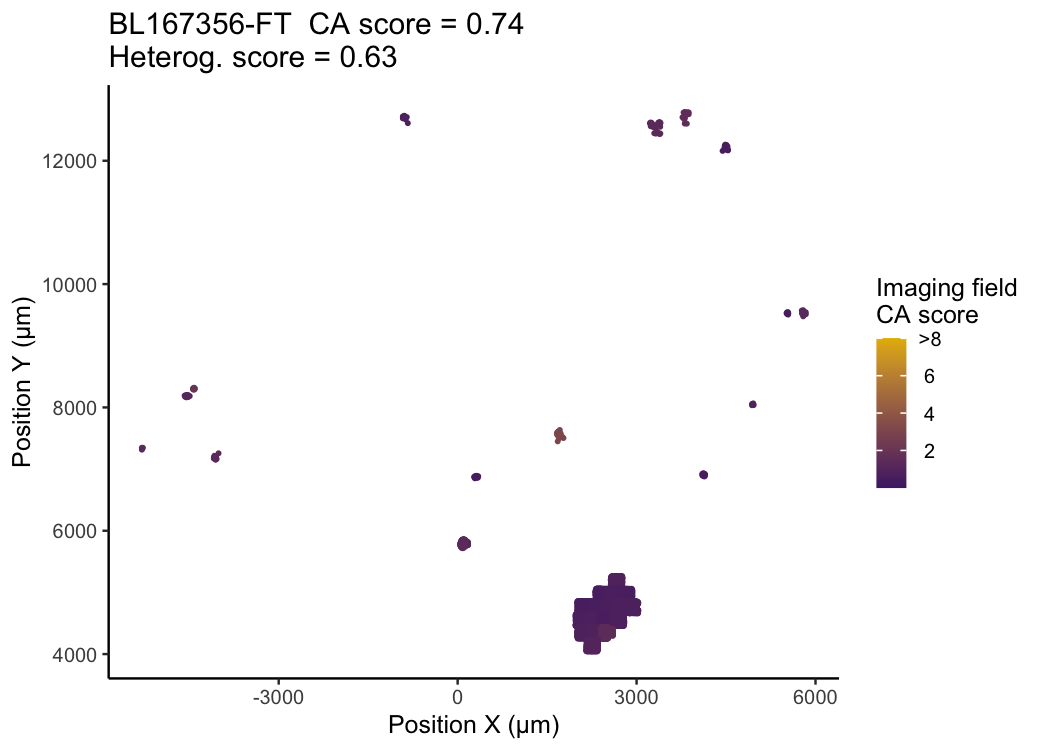 BL167356-FT  CA score = 0.74
Heterog. score = 0.63
12000
10000
8000
6000
4000
Position Y (µm)
-3000
0
3000
6000
Position X (µm)
Imaging field
CA score
>8
6
4
2